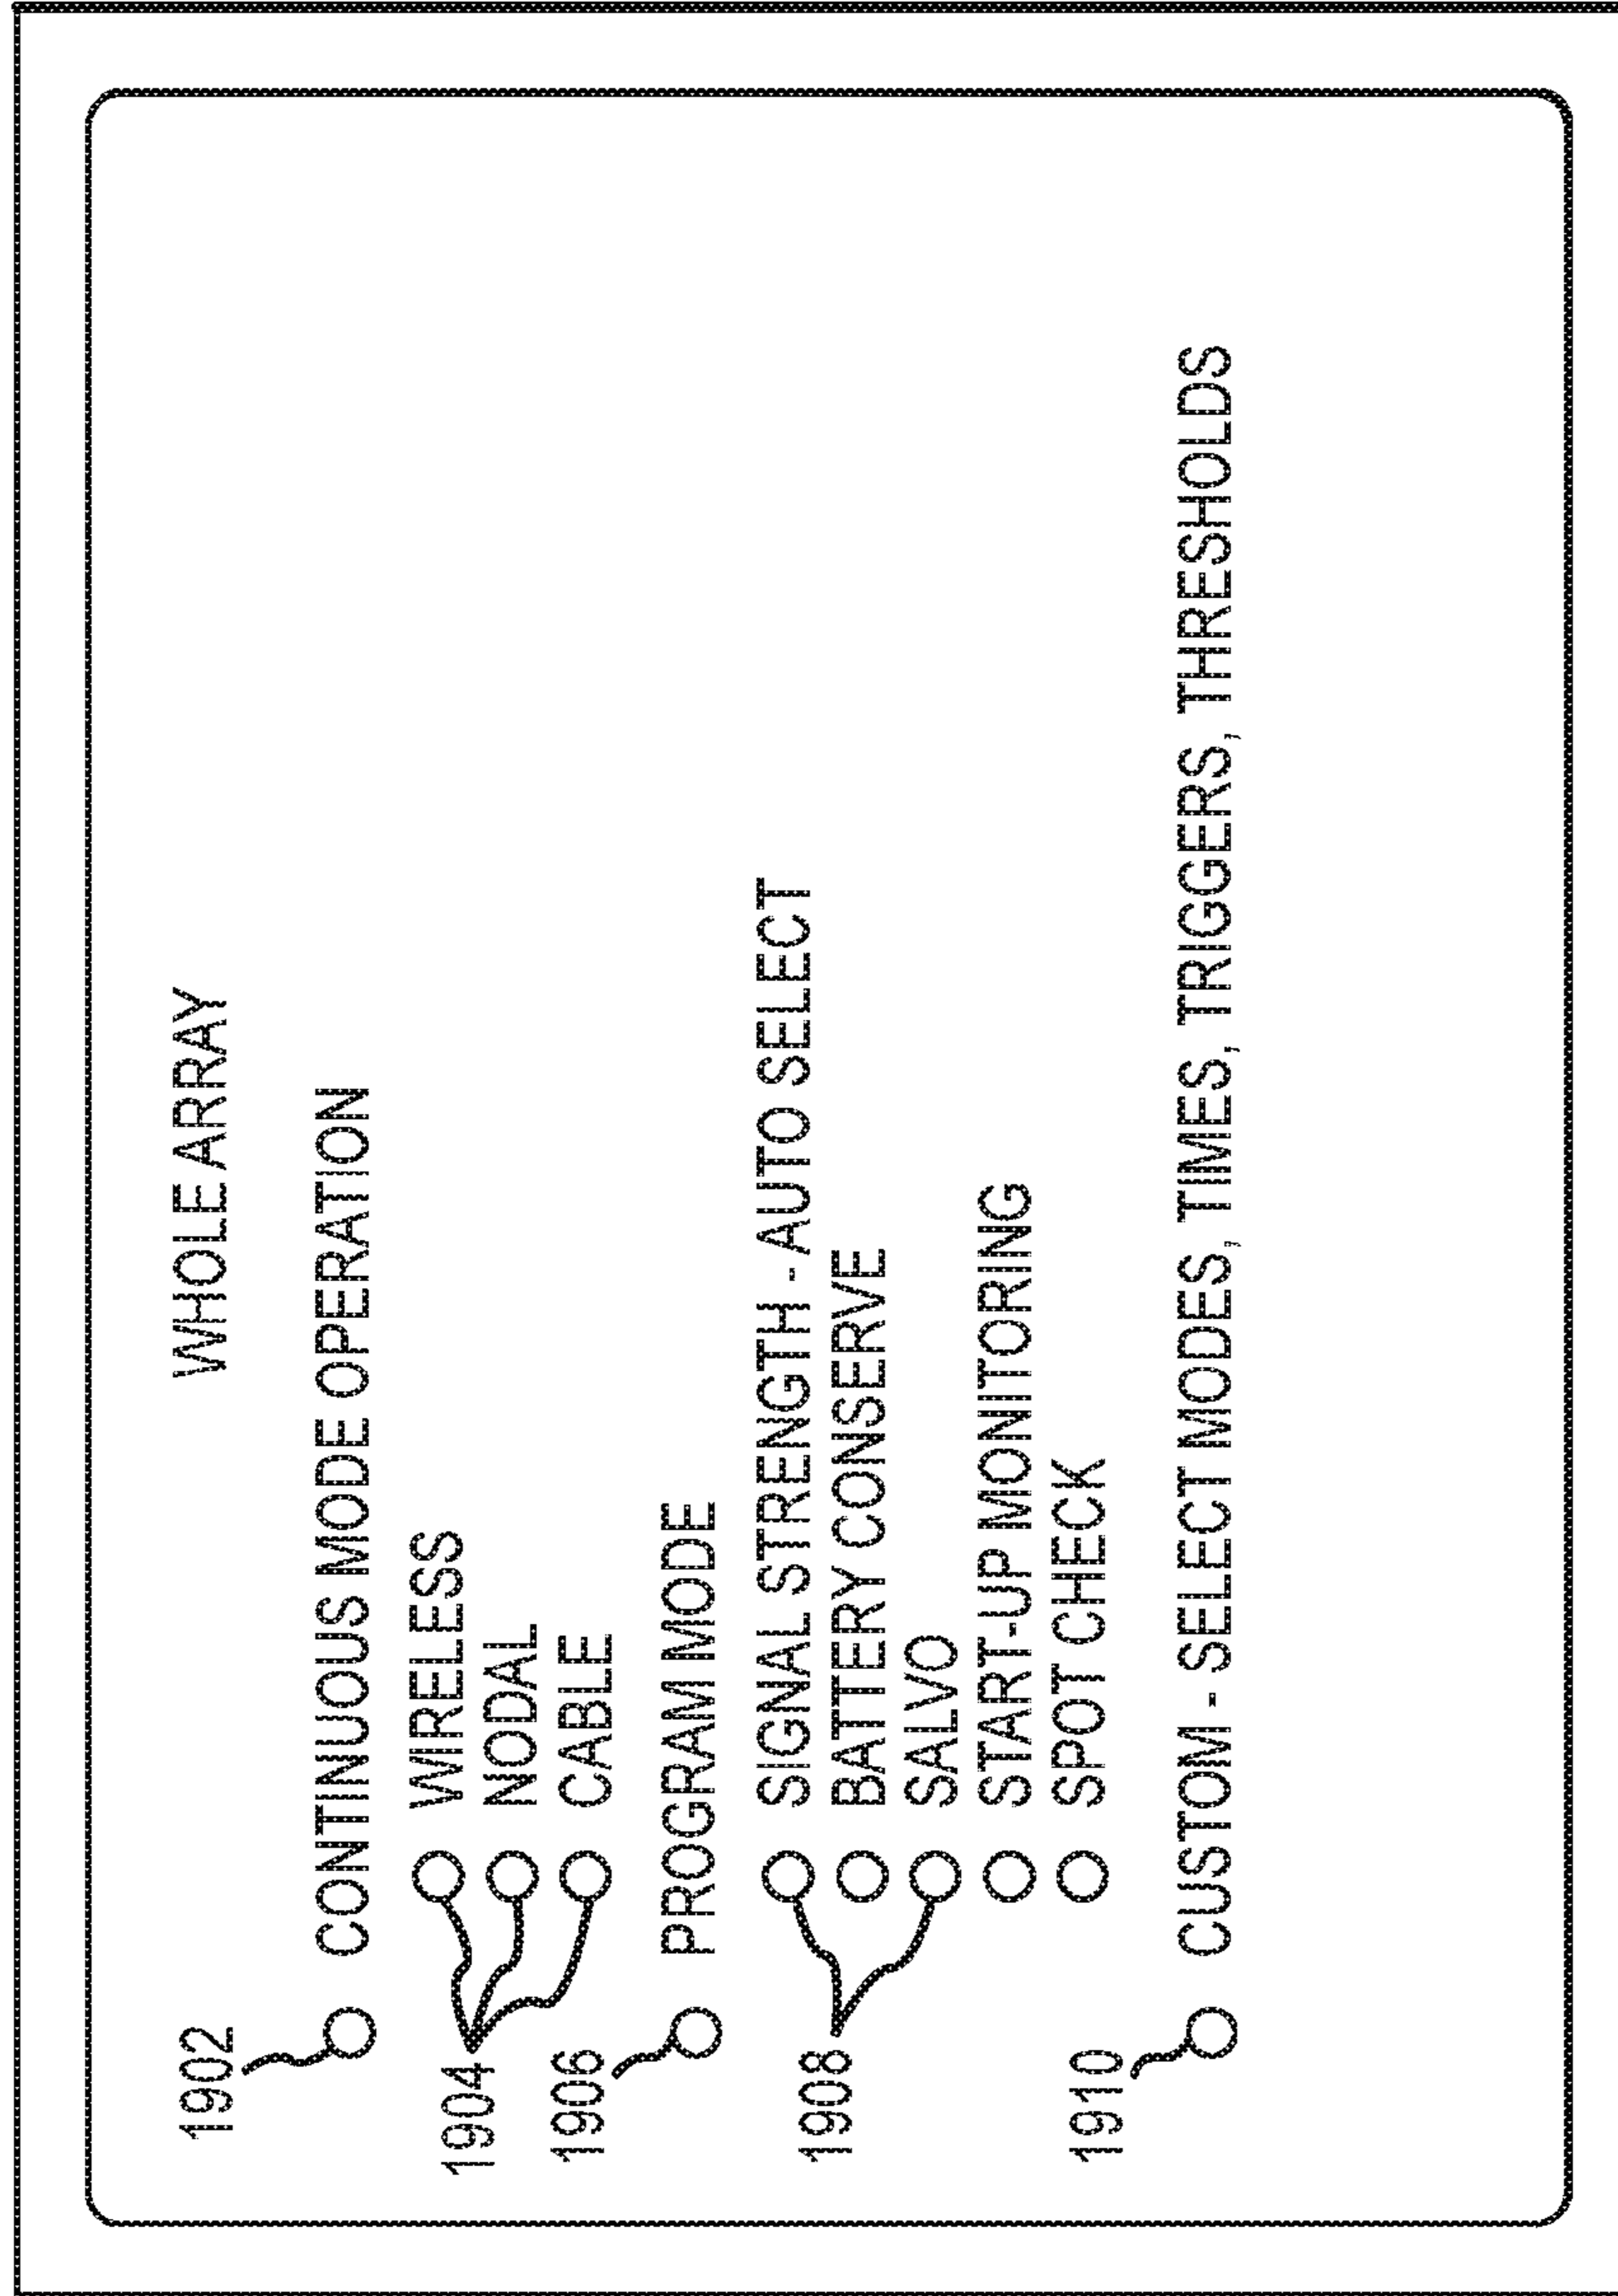 WHOLE ARRAY
1902
CONTINUOUS MODE OPERATION
WIRELESS
1904
NODAL
CABLE
1906
PROGRAM MODE
SIGNAL STRENGTH - AUTO SELECT
1908
BATTERY CONSERVE
SALVO
START-UP MONITORING
SPOT CHECK
1910
CUSTOM - SELECT MODES, TIMES, TRIGGERS, THRESHOLDS